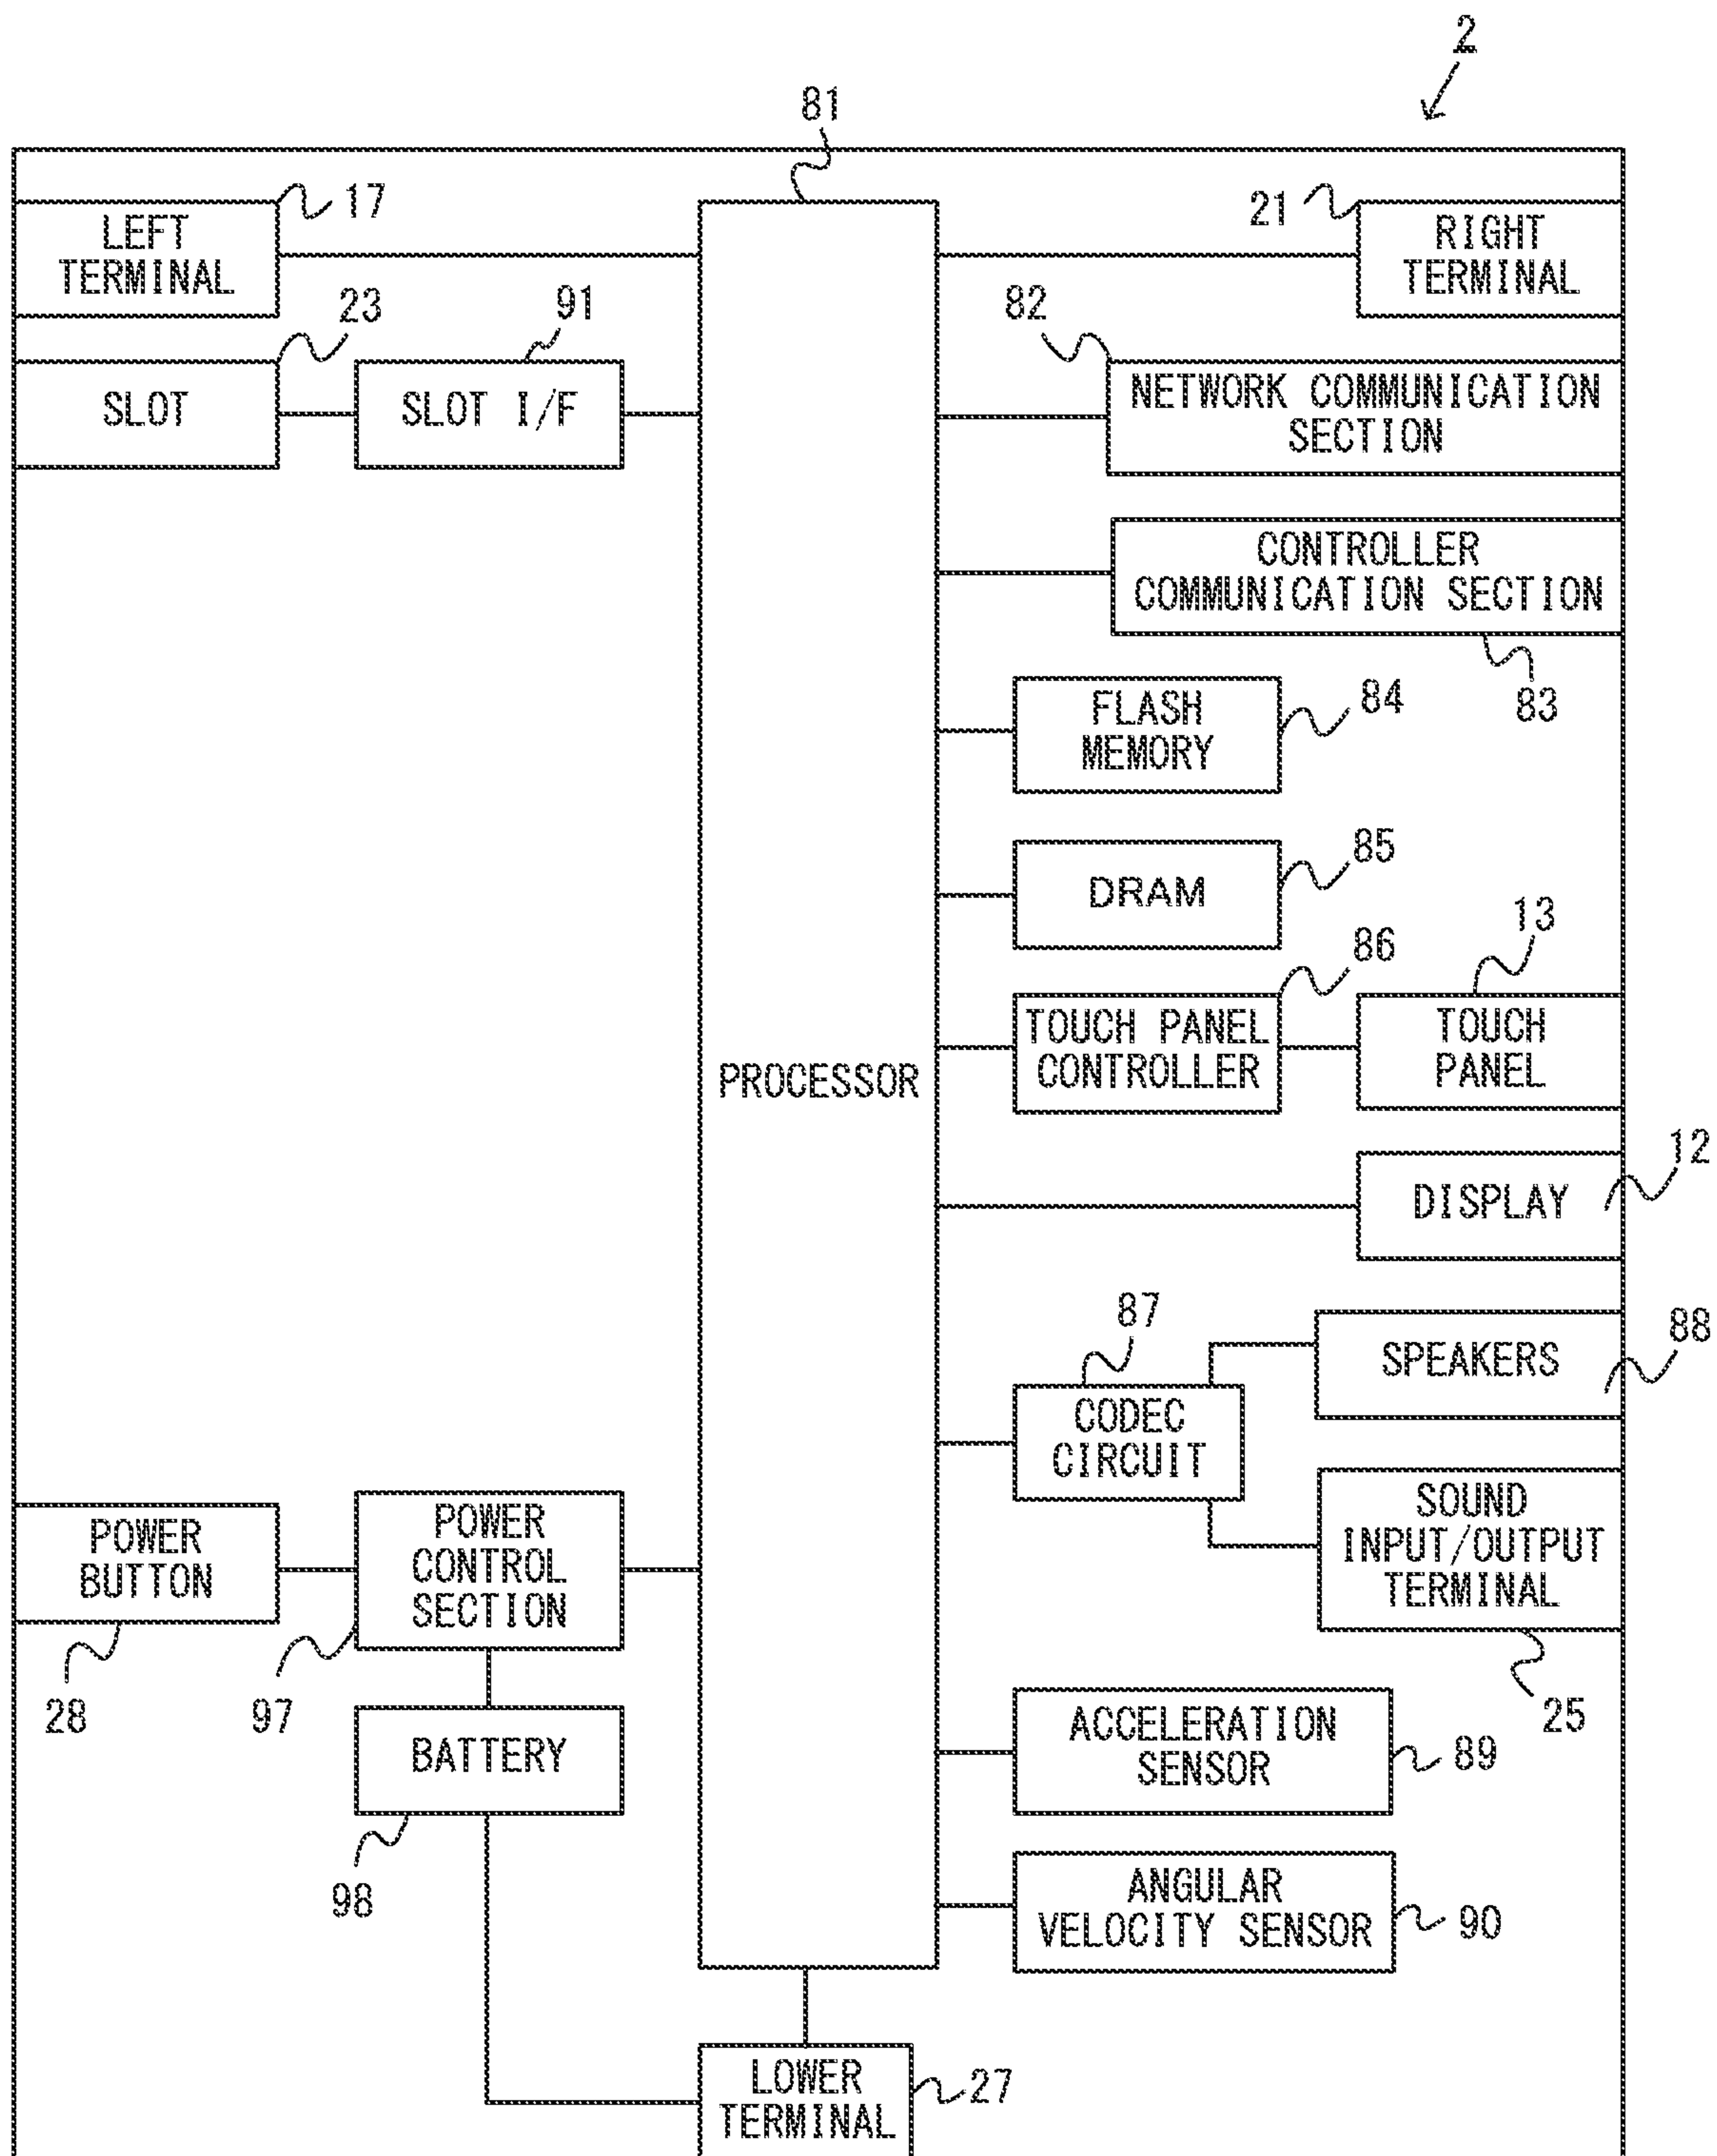 2
81
17
LEFT
TERMINAL
21
RIGHT
TERMINAL
23
SLOT
91
SLOT I/F
82
NETWORK COMMUNICATION
SECTION
CONTROLLER
COMMUNICATION SECTION
83
FLASH
MEMORY
84
DRAM
85
86
TOUCH PANEL
CONTROLLER
13
TOUCH
PANEL
PROCESSOR
12
DISPLAY
87
CODEC
CIRCUIT
88
SPEAKERS
SOUND
INPUT/OUTPUT
TERMINAL
25
POWER
BUTTON
28
POWER
CONTROL
SECTION
97
BATTERY
98
ACCELERATION
SENSOR
89
ANGULAR
VELOCITY SENSOR
90
LOWER
TERMINAL
27